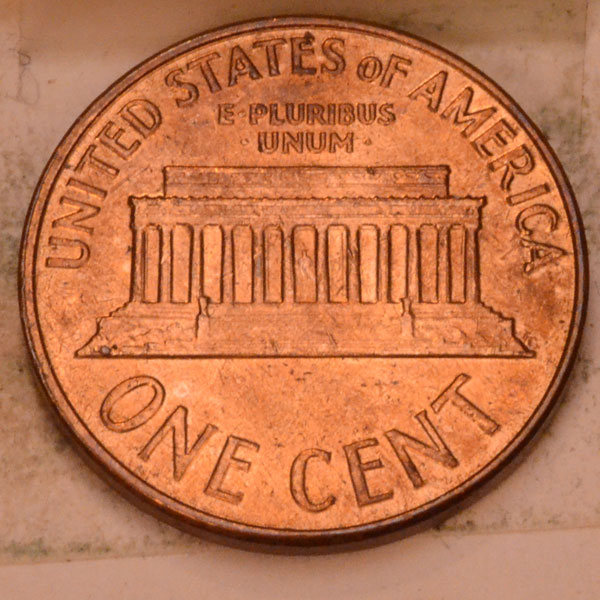 UNITED STATES OF AMERICA
E·PLURIBUS
·UNUM·
ONE CENT